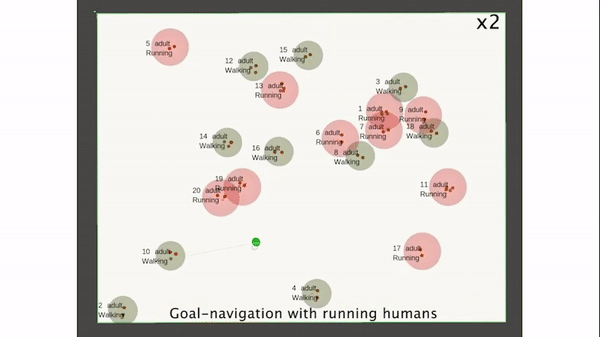 x2
5 adult
Running
15 adult
Walking
12 adult
Walking
13 adult
Running
3 adult
Walking
1 adult
Running
9 adult
Running
7 adult
Running
18 adult
Walking
6 adult
Running
8 adult
Walking
14 adult
Walking
16 adult
Walking
19 adult
Running
20 adult
Running
11 adult
Running
10 adult
Walking
17 adult
Running
4 adult
Walking
2 adult
Walking
Goal-navigation with running humans